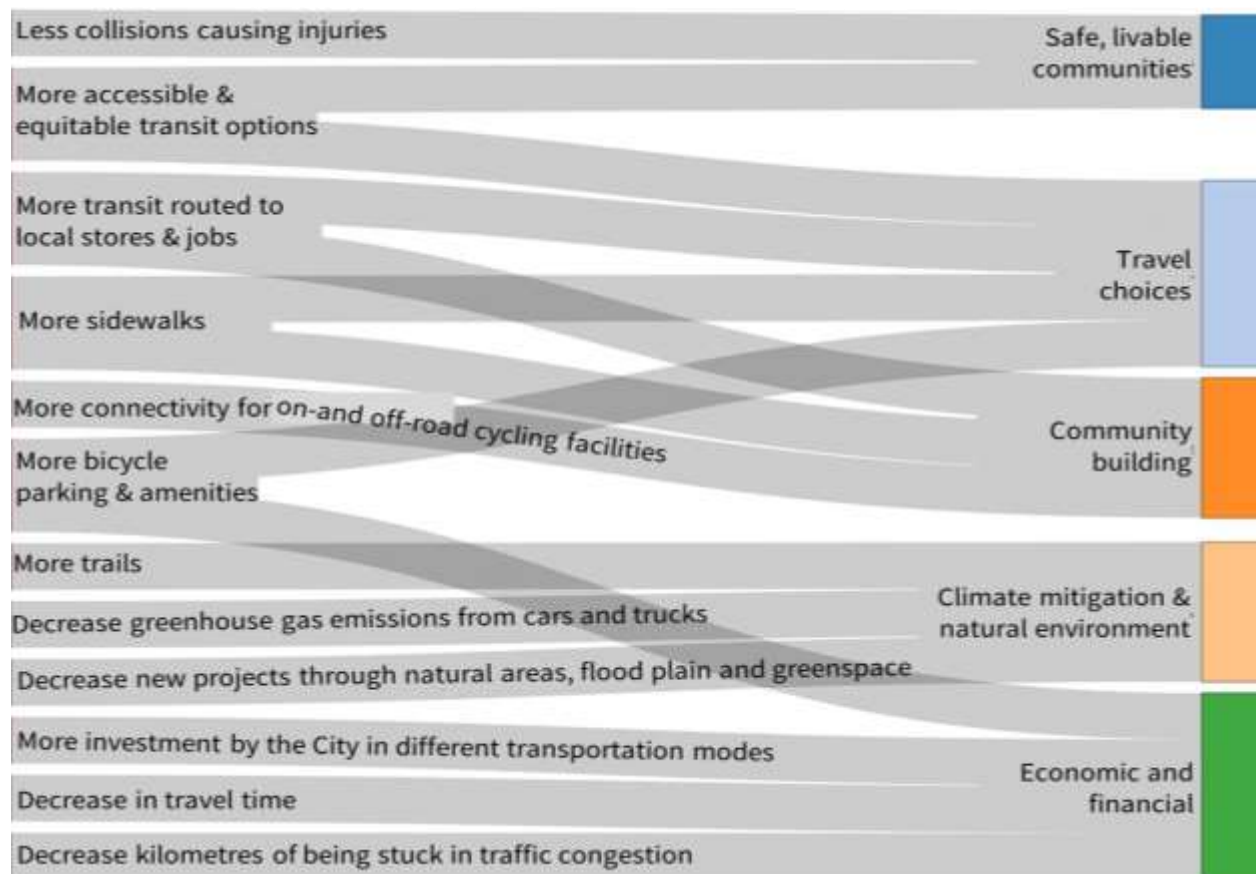 Less collisions causing injuries
More accessible &
equitable transit options
More transit routed to
local stores & jobs
More sidewalks
More connectivity for on-and off-road cycling facilities
More bicycle
parking & amenities
More trails
Decrease greenhouse gas emissions from cars and trucks
Decrease new projects through natural areas, flood plain and greenspace
More investment by the City in different transportation modes
Decrease in travel time
Decrease kilometres of being stuck in traffic congestion
Safe, livable
communities
Travel
choices
Community
building
Climate mitigation &
natural environment
Economic and
financial